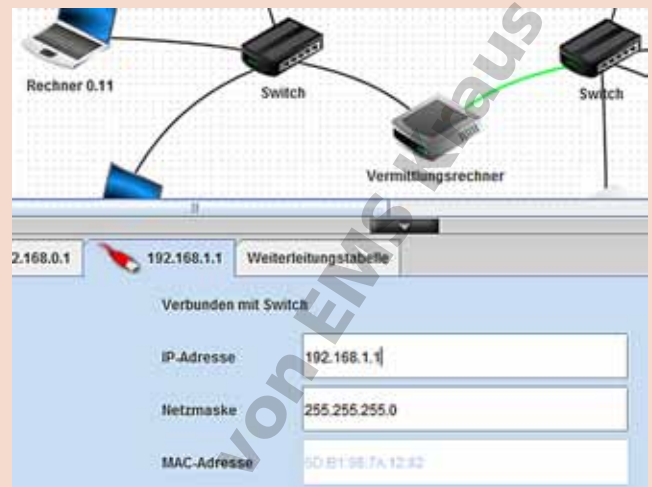 Rechner 0.11
Switch
Switch
Vermittlungsrechner
2.168.0.1
192.168.1.1
Weiterleitungstabelle
Verbunden mit Switch
IP-Adresse
192.168.1.1
Netzmaske
255.255.255.0
MAC-Adresse
von EMS